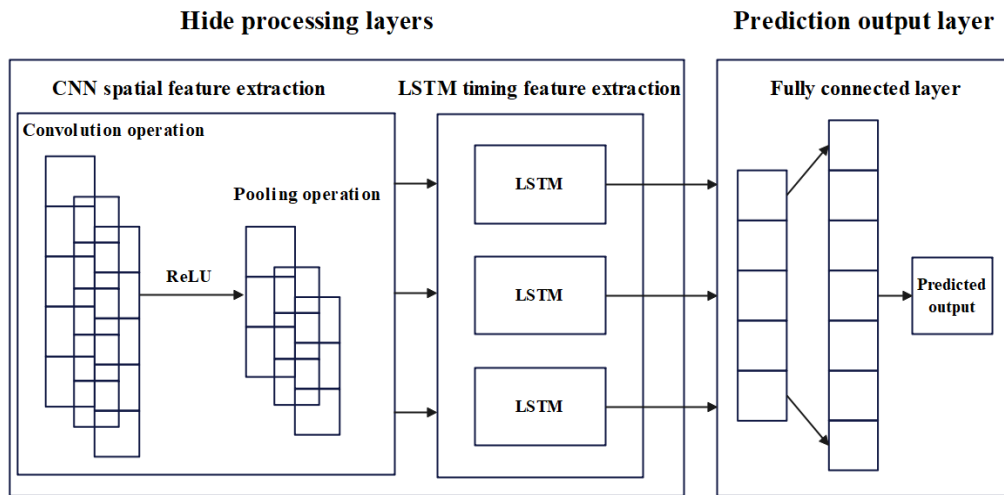 Hide processing layers
Prediction output layer
CNN spatial feature extraction
LSTM timing feature extraction
Fully connected layer
Convolution operation
Pooling operation
ReLU
LSTM
LSTM
LSTM
Predicted
output